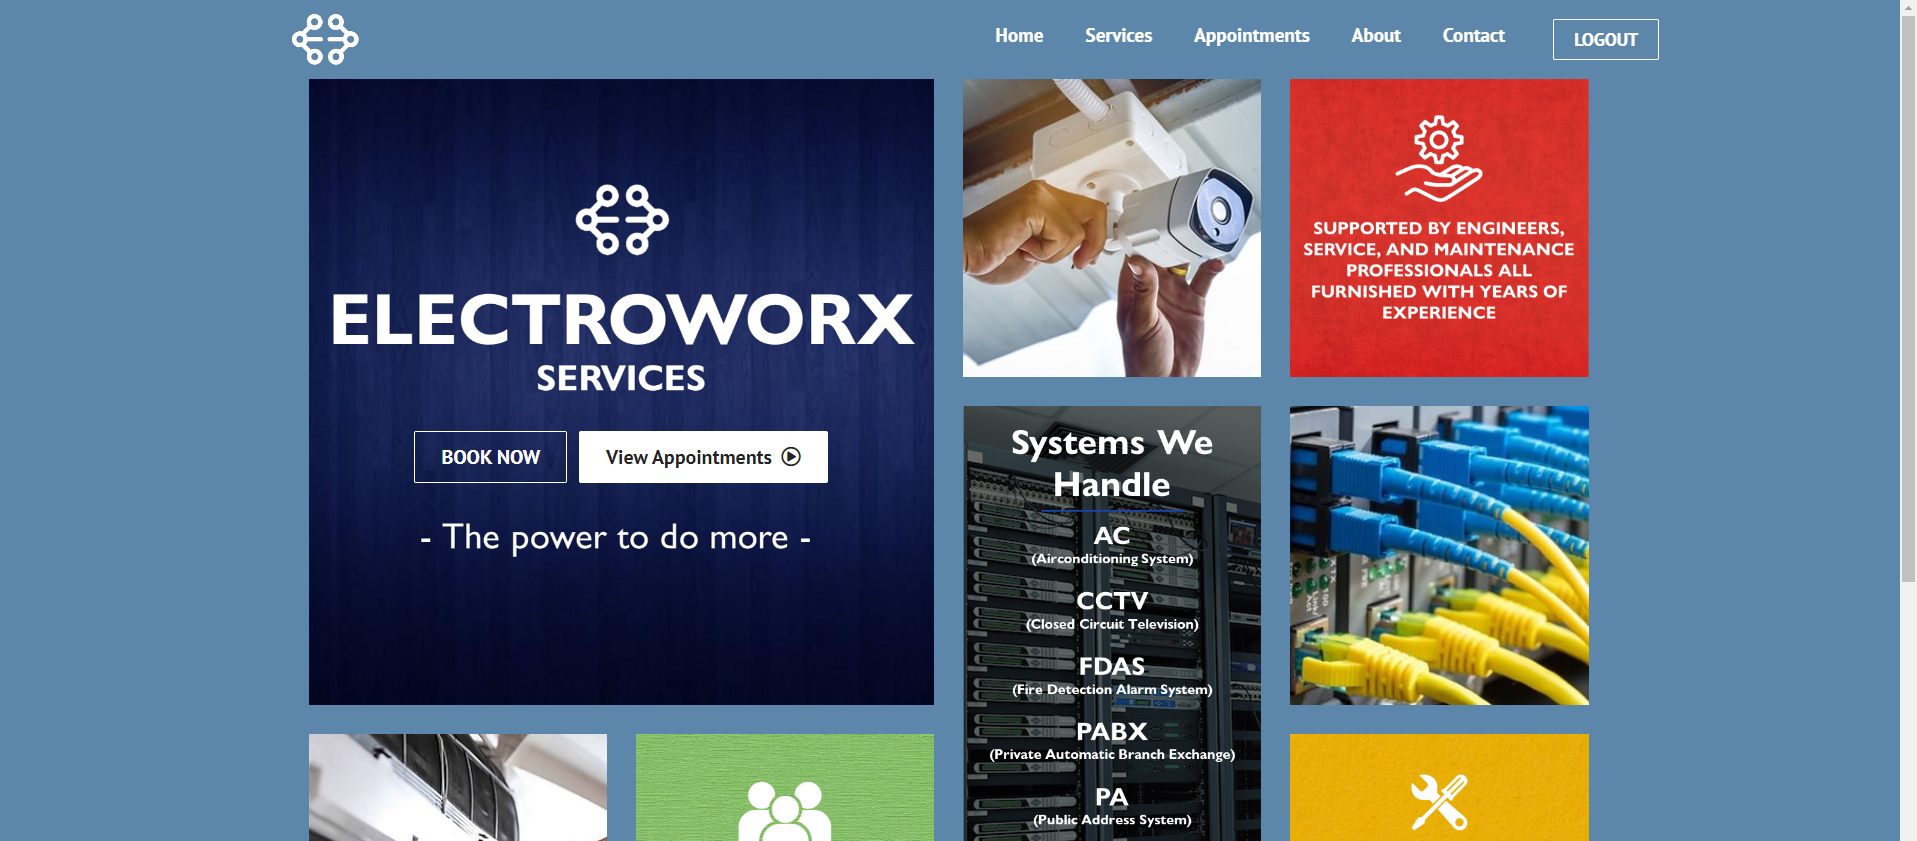 Home Services Appointments About Contact LOGOUT
ELECTROWORX
SERVICES
BOOK NOW View Appointments
- The power to do more -
SUPPORTED BY ENGINEERS,
SERVICE, AND MAINTENANCE
PROFESSIONALS ALL
FURNISHED WITH YEARS OF
EXPERIENCE
Systems We
Handle
AC
(Airconditioning System)
CCTV
(Closed Circuit Television)
FDAS
(Fire Detection Alarm System)
PABX
(Private Automatic Branch Exchange)
PA
(Public Address System)